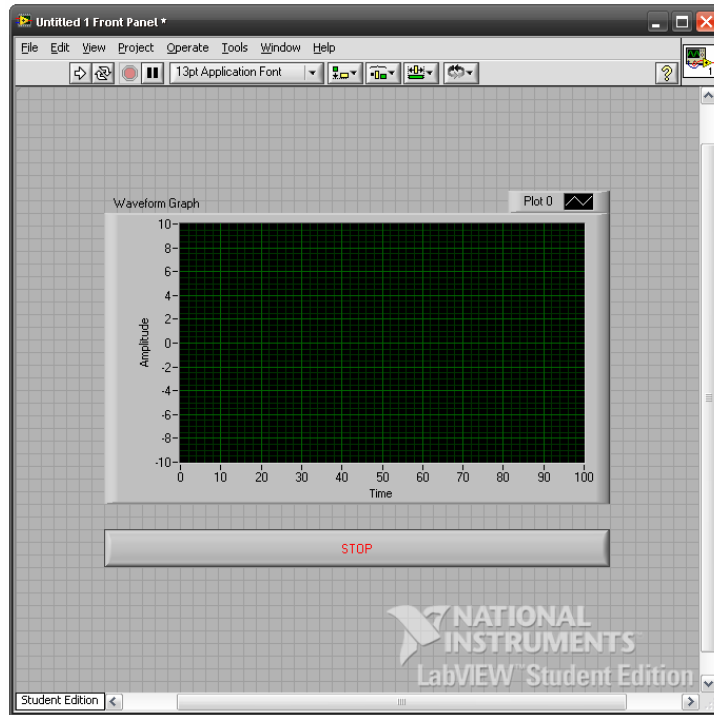 Untitled 1 Front Panel *
File Edit View Project Operate Tools Window Help
13pt Application Font
1
Waveform Graph
Plot 0
10
8
6
4
2
0
-2
-4
-6
-8
-10
Amplitude
0 10 20 30 40 50 60 70 80 90 100
Time
STOP
NATIONAL
INSTRUMENTS
LabVIEW™ Student Edition
Student Edition